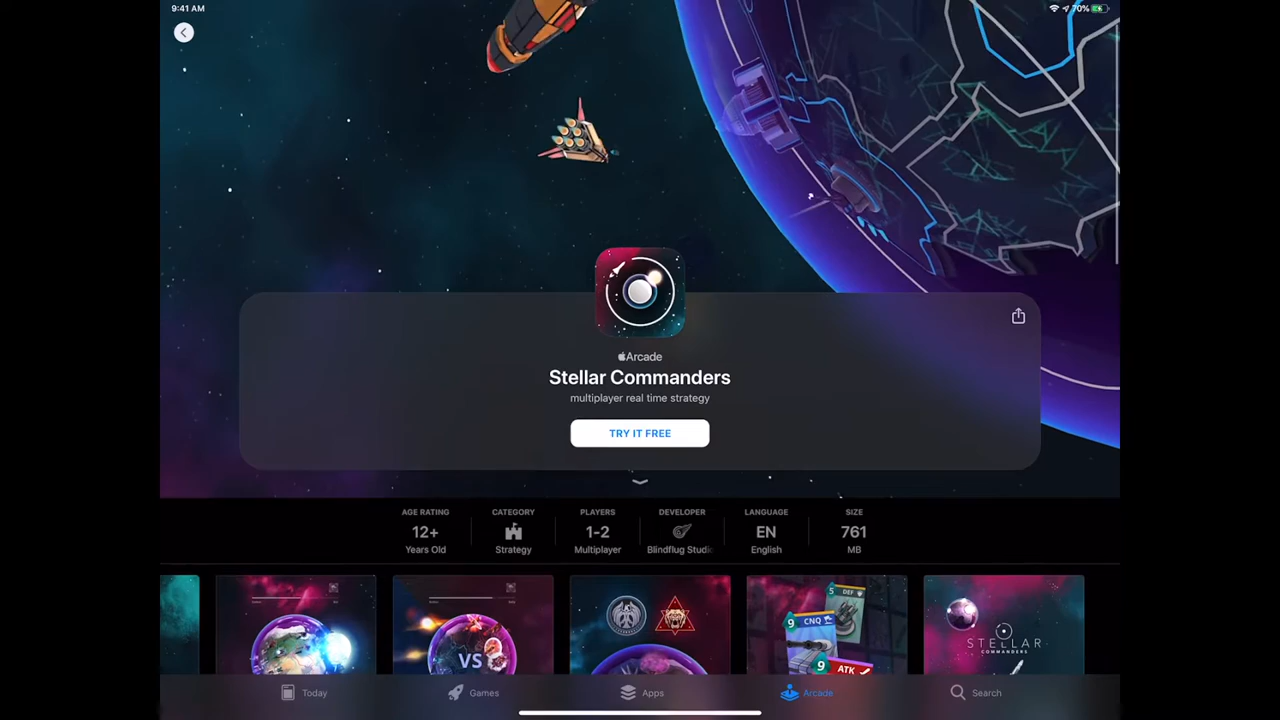 9:41 AM
70%
Arcade
Stellar Commanders
multiplayer real time strategy
TRY IT FREE
AGE RATING
12+
Years Old
CATEGORY
Strategy
PLAYERS
1-2
Multiplayer
DEVELOPER
Blindflug Studi
LANGUAGE
EN
English
SIZE
761
MB
VS
5 DEF
9 CNQ
9 ATK
STELLAR
COMMANDERS
Today
Games
Apps
Arcade
Search